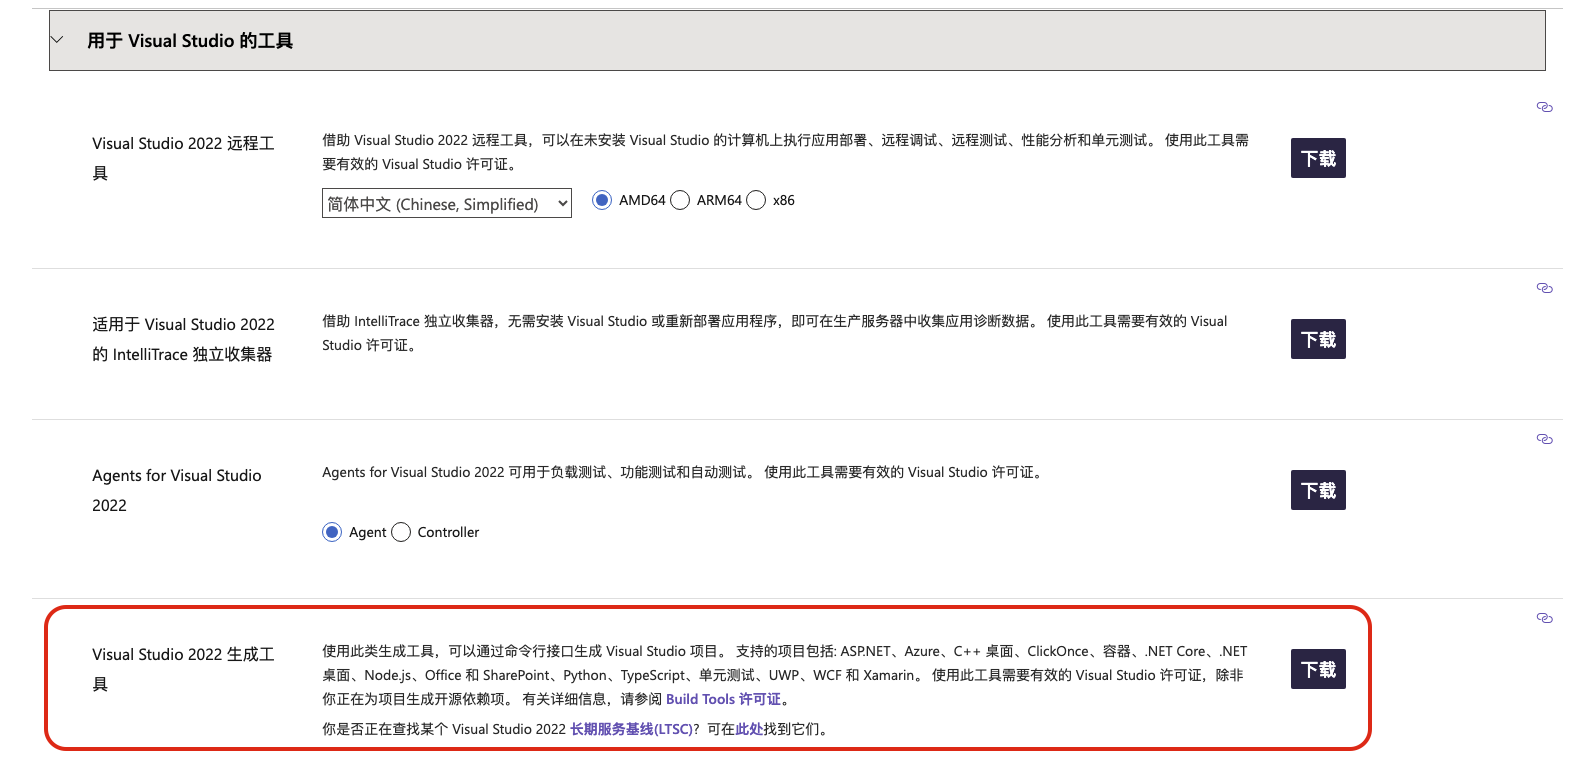 用于 Visual Studio 的工具
Visual Studio 2022 远程工
具
借助 Visual Studio 2022 远程工具，可以在未安装 Visual Studio 的计算机上执行应用部署、远程调试、远程测试、性能分析和单元测试。 使用此工具需
要有效的 Visual Studio 许可证。
简体中文 (Chinese, Simplified)
AMD64 ARM64 x86
下载
适用于 Visual Studio 2022
的 IntelliTrace 独立收集器
借助 IntelliTrace 独立收集器，无需安装 Visual Studio 或重新部署应用程序，即可在生产服务器中收集应用诊断数据。 使用此工具需要有效的 Visual
Studio 许可证。
下载
Agents for Visual Studio
2022
Agents for Visual Studio 2022 可用于负载测试、功能测试和自动测试。 使用此工具需要有效的 Visual Studio 许可证。
Agent Controller
下载
Visual Studio 2022 生成工
具
使用此类生成工具，可以通过命令行接口生成 Visual Studio 项目。 支持的项目包括: ASP.NET、Azure、C++ 桌面、ClickOnce、容器、.NET Core、.NET
桌面、Node.js、Office 和 SharePoint、Python、TypeScript、单元测试、UWP、WCF 和 Xamarin。 使用此工具需要有效的 Visual Studio 许可证，除非
你正在为项目生成开源依赖项。 有关详细信息，请参阅 Build Tools 许可证。
你是否正在查找某个 Visual Studio 2022 长期服务基线(LTSC)？可在此处找到它们。
下载